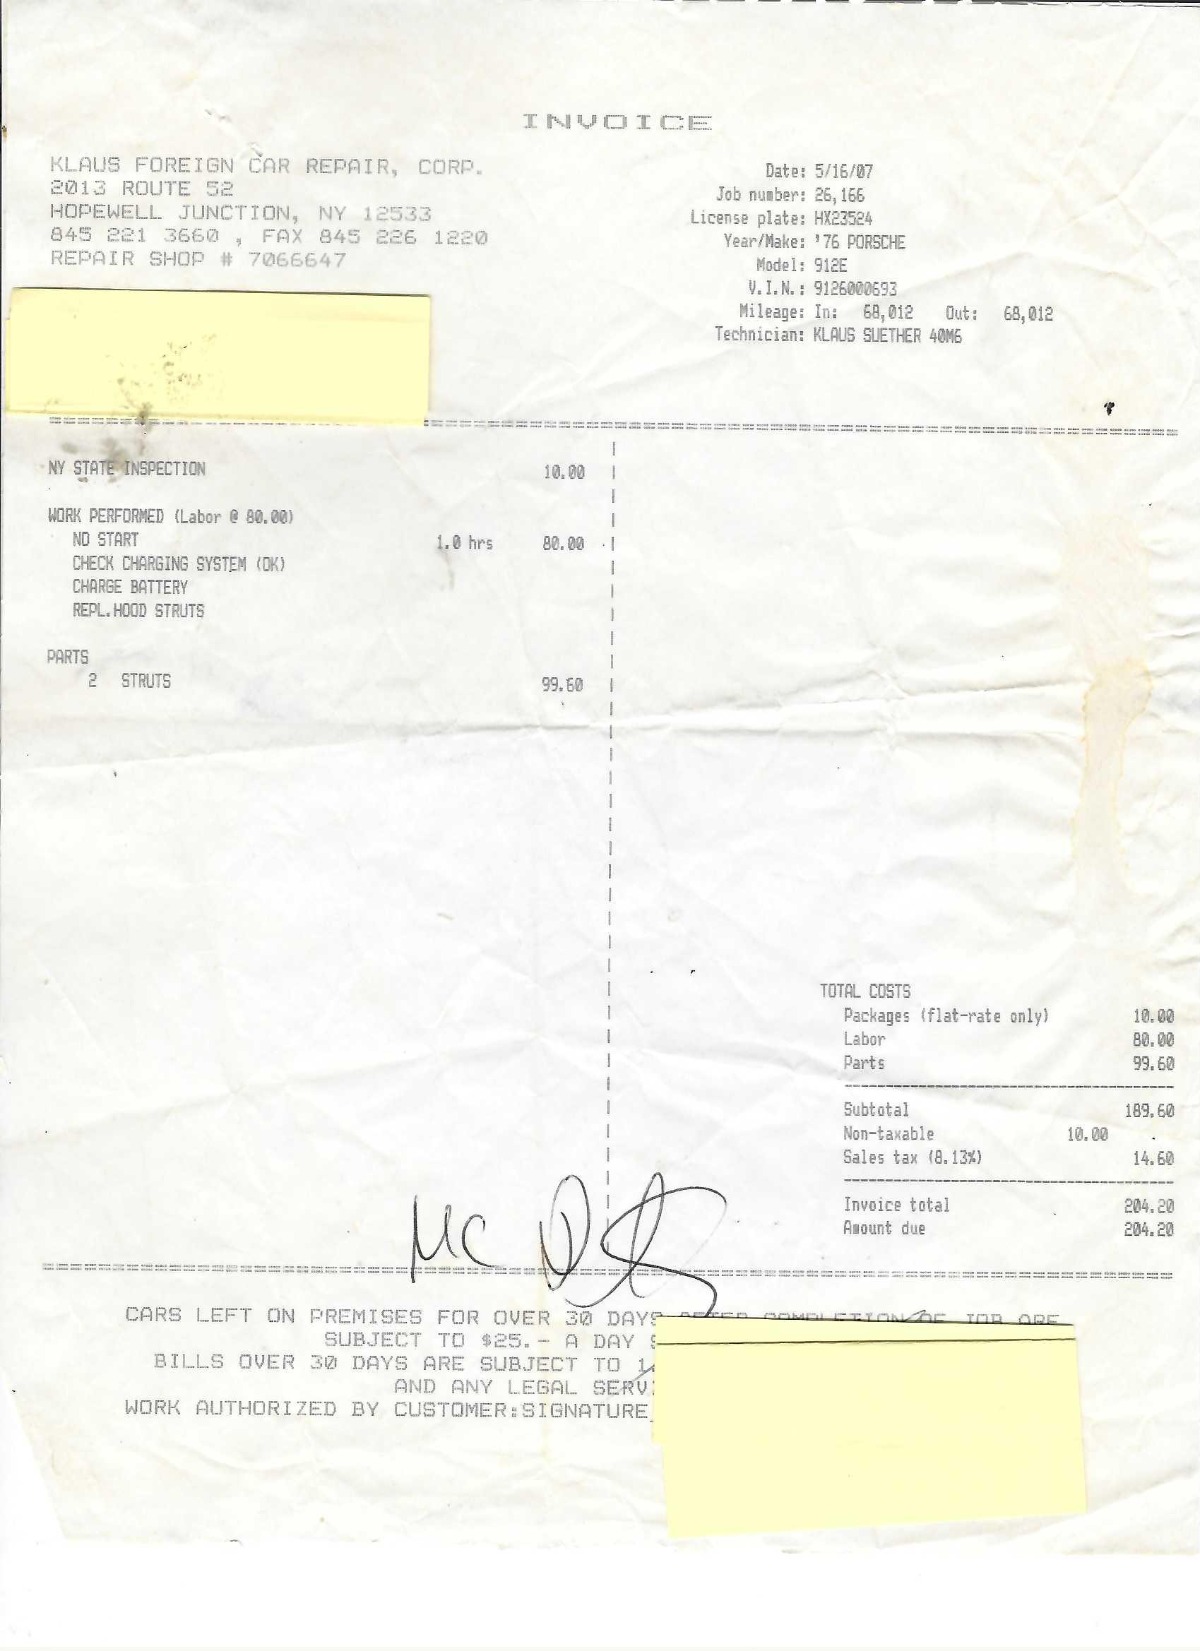 INVOICE
KLAUS FOREIGN CAR REPAIR, CORP.
2013 ROUTE 52
HOPEWELL JUNCTION, NY 12533
845 221 3660 , FAX 845 226 1220
REPAIR SHOP # 7066647
Date: 5/16/07
Job number: 26,166
License plate: HX23524
Year/Make: '76 PORSCHE
Model: 912E
V.I.N.: 9126000693
Mileage: In: 68,012 Out: 68,012
Technician: KLAUS SUETHER 40M6
NY STATE INSPECTION 10.00
WORK PERFORMED (Labor @ 80.00)
NO START 1.0 hrs 80.00
CHECK CHARGING SYSTEM (OK)
CHARGE BATTERY
REPL.HOOD STRUTS
PARTS
2 STRUTS 99.60
TOTAL COSTS
Packages (flat-rate only) 10.00
Labor 80.00
Parts 99.60
Subtotal 189.60
Non-taxable 10.00
Sales tax (8.13%) 14.60
Invoice total 204.20
Amount due 204.20
MC
CARS LEFT ON PREMISES FOR OVER 30 DAYS AFTER COMPLETION OF JOB ARE
SUBJECT TO $25.- A DAY
BILLS OVER 30 DAYS ARE SUBJECT TO
AND ANY LEGAL
WORK AUTHORIZED BY CUSTOMER:SIGNATURE